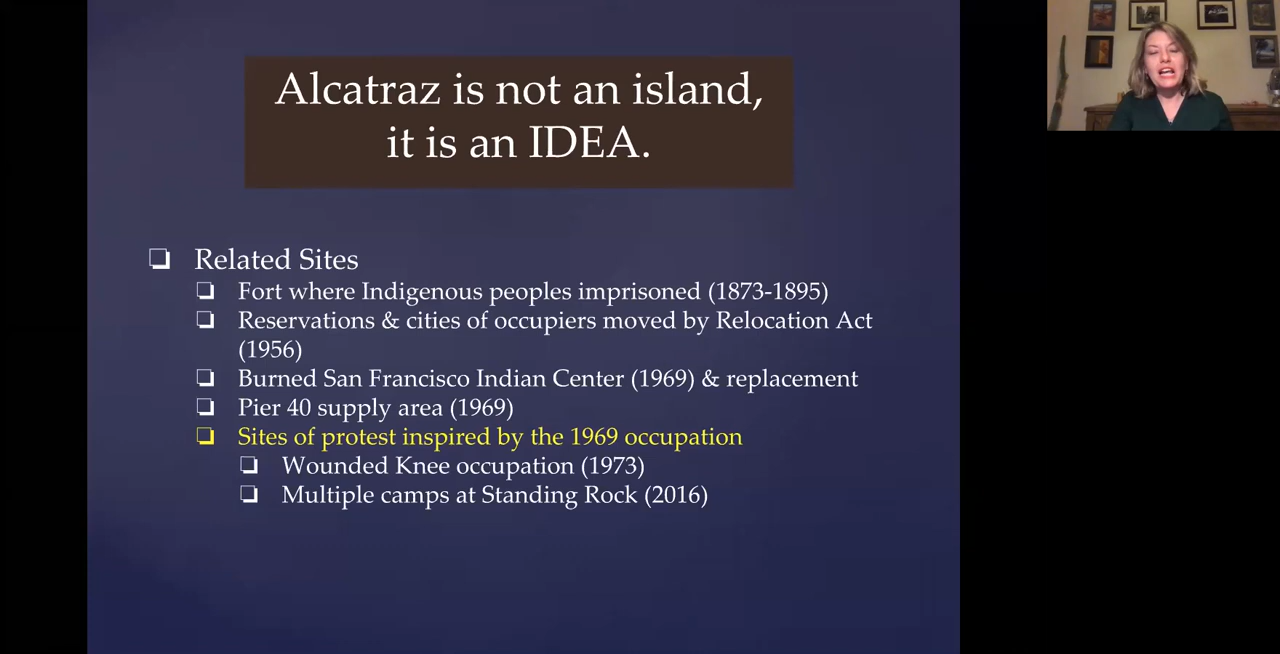 Alcatraz is not an island,
it is an IDEA.
Related Sites
Fort where Indigenous peoples imprisoned (1873-1895)
Reservations & cities of occupiers moved by Relocation Act
(1956)
Burned San Francisco Indian Center (1969) & replacement
Pier 40 supply area (1969)
Sites of protest inspired by the 1969 occupation
Wounded Knee occupation (1973)
Multiple camps at Standing Rock (2016)